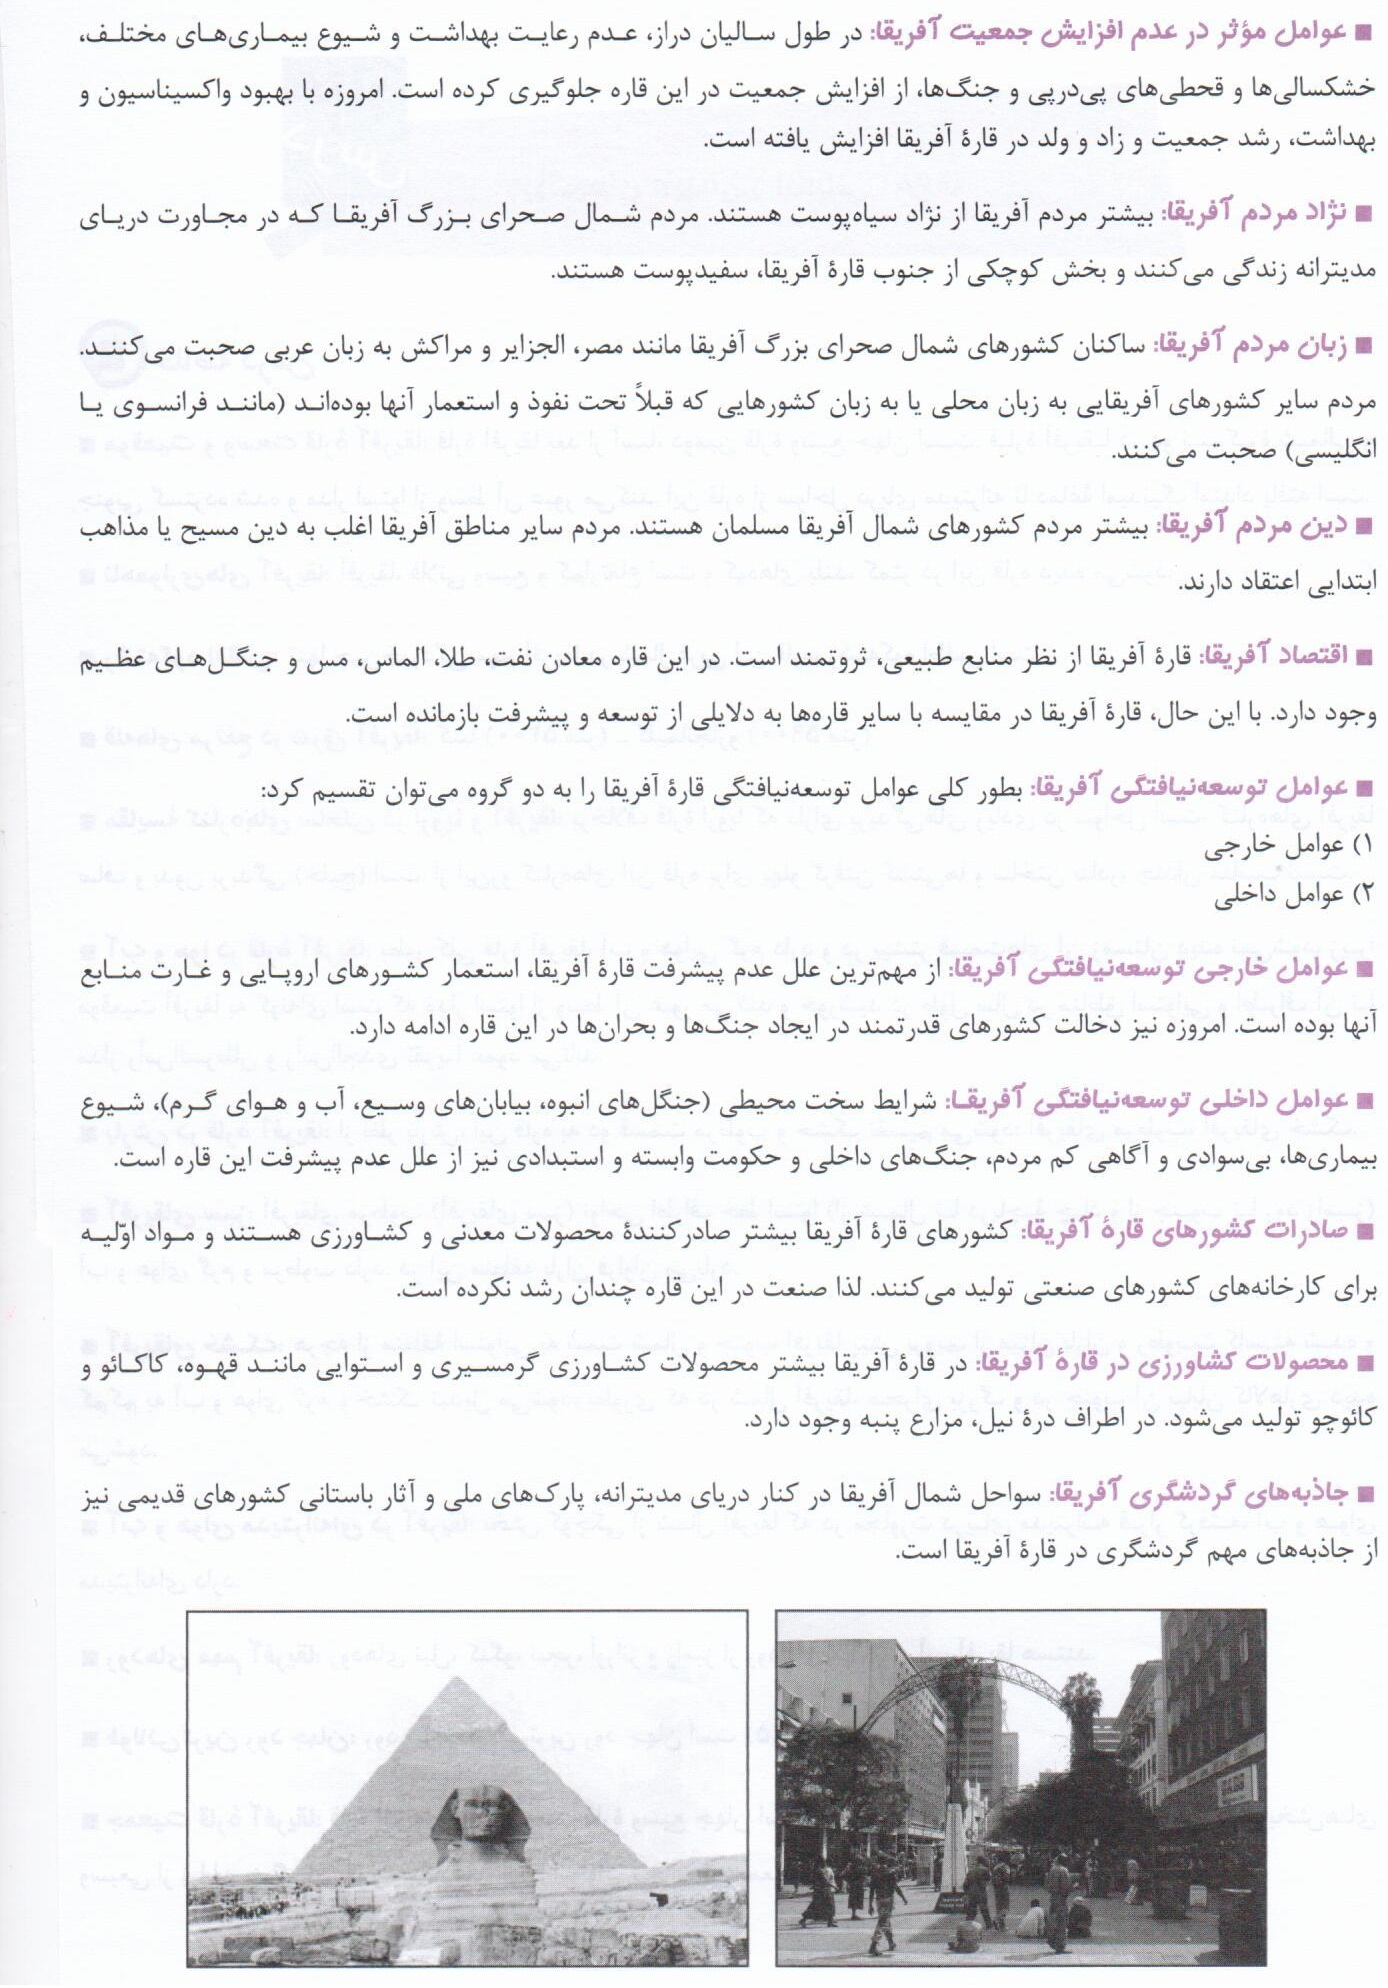 ■ عوامل مؤثر در عدم افزایش جمعیت آفریقا: در طول سالیان دراز، عدم رعایت بهداشت و شیوع بیماری‌های مختلف،
خشکسالی‌ها و قحطی‌های پی‌درپی و جنگ‌ها، از افزایش جمعیت در این قاره جلوگیری کرده است. امروزه با بهبود واکسیناسیون و
بهداشت، رشد جمعیت و زاد و ولد در قارهٔ آفریقا افزایش یافته است.
■ نژاد مردم آفریقا: بیشتر مردم آفریقا از نژاد سیاه‌پوست هستند. مردم شمال صحرای بزرگ آفریقا که در مجاورت دریای
مدیترانه زندگی می‌کنند و بخش کوچکی از جنوب قارهٔ آفریقا، سفیدپوست هستند.
■ زبان مردم آفریقا: ساکنان کشورهای شمال صحرای بزرگ آفریقا مانند مصر، الجزایر و مراکش به زبان عربی صحبت می‌کنند.
مردم سایر کشورهای آفریقایی به زبان محلی یا به زبان کشورهایی که قبلاً تحت نفوذ و استعمار آنها بوده‌اند (مانند فرانسوی یا
انگلیسی) صحبت می‌کنند.
■ دین مردم آفریقا: بیشتر مردم کشورهای شمال آفریقا مسلمان هستند. مردم سایر مناطق آفریقا اغلب به دین مسیح یا مذاهب
ابتدایی اعتقاد دارند.
■ اقتصاد آفریقا: قارهٔ آفریقا از نظر منابع طبیعی، ثروتمند است. در این قاره معادن نفت، طلا، الماس، مس و جنگل‌های عظیم
وجود دارد. با این حال، قارهٔ آفریقا در مقایسه با سایر قاره‌ها به دلایلی از توسعه و پیشرفت بازمانده است.
■ عوامل توسعه‌نیافتگی آفریقا: بطور کلی عوامل توسعه‌نیافتگی قارهٔ آفریقا را به دو گروه می‌توان تقسیم کرد:
۱) عوامل خارجی
۲) عوامل داخلی
■ عوامل خارجی توسعه‌نیافتگی آفریقا: از مهم‌ترین علل عدم پیشرفت قارهٔ آفریقا، استعمار کشورهای اروپایی و غارت منابع
آنها بوده است. امروزه نیز دخالت کشورهای قدرتمند در ایجاد جنگ‌ها و بحران‌ها در این قاره ادامه دارد.
■ عوامل داخلی توسعه‌نیافتگی آفریقا: شرایط سخت محیطی (جنگل‌های انبوه، بیابان‌های وسیع، آب و هوای گرم)، شیوع
بیماری‌ها، بی‌سوادی و آگاهی کم مردم، جنگ‌های داخلی و حکومت وابسته و استبدادی نیز از علل عدم پیشرفت این قاره است.
■ صادرات کشورهای قارهٔ آفریقا: کشورهای قارهٔ آفریقا بیشتر صادرکنندهٔ محصولات معدنی و کشاورزی هستند و مواد اوّلیه
برای کارخانه‌های کشورهای صنعتی تولید می‌کنند. لذا صنعت در این قاره چندان رشد نکرده است.
■ محصولات کشاورزی در قارهٔ آفریقا: در قارهٔ آفریقا بیشتر محصولات کشاورزی گرمسیری و استوایی مانند قهوه، کاکائو و
کائوچو تولید می‌شود. در اطراف درهٔ نیل، مزارع پنبه وجود دارد.
■ جاذبه‌های گردشگری آفریقا: سواحل شمال آفریقا در کنار دریای مدیترانه، پارک‌های ملی و آثار باستانی کشورهای قدیمی نیز
از جاذبه‌های مهم گردشگری در قارهٔ آفریقا است.